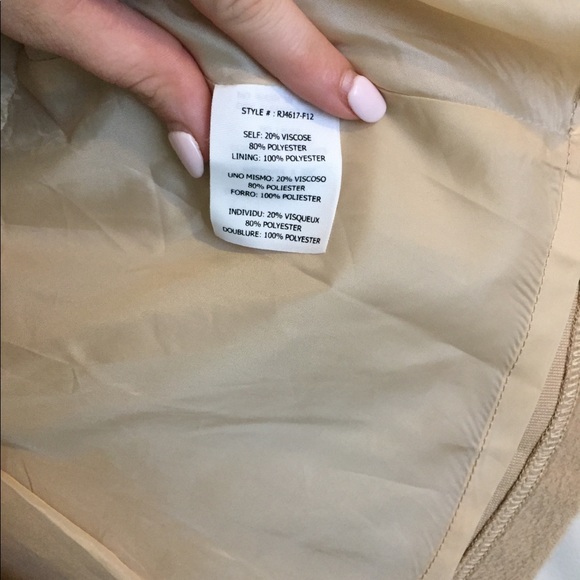 STYLE # : RJ4617-F12
SELF: 20% VISCOSE
80% POLYESTER
LINING: 100% POLYESTER
UNO MISMO: 20% VISCOSO
80% POLIESTER
FORRO: 100% POLIESTER
INDIVIDU: 20% VISQUEUX
80% POLYESTER
DOUBLURE: 100% POLYESTER